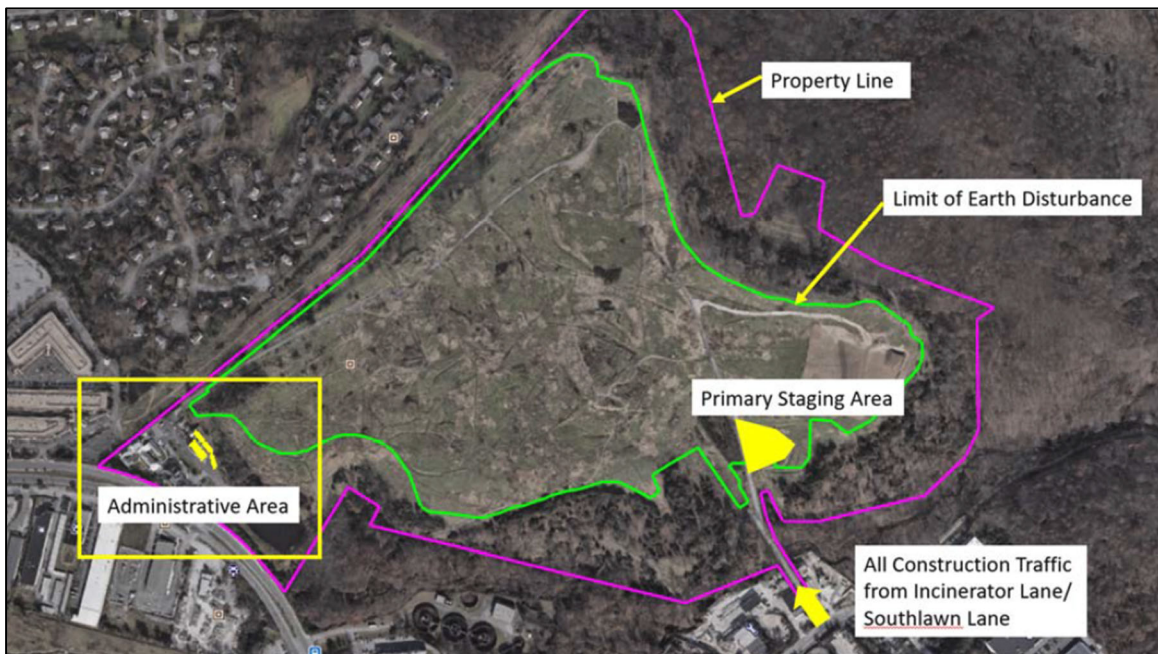 Property Line
Limit of Earth Disturbance
Primary Staging Area
Administrative Area
All Construction Traffic
from Incinerator Lane/
Southlawn Lane